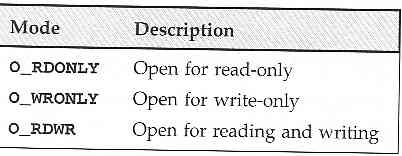 Mode Description
O_RDONLY Open for read-only
O_WRONLY Open for write-only
O_RDWR Open for reading and writing